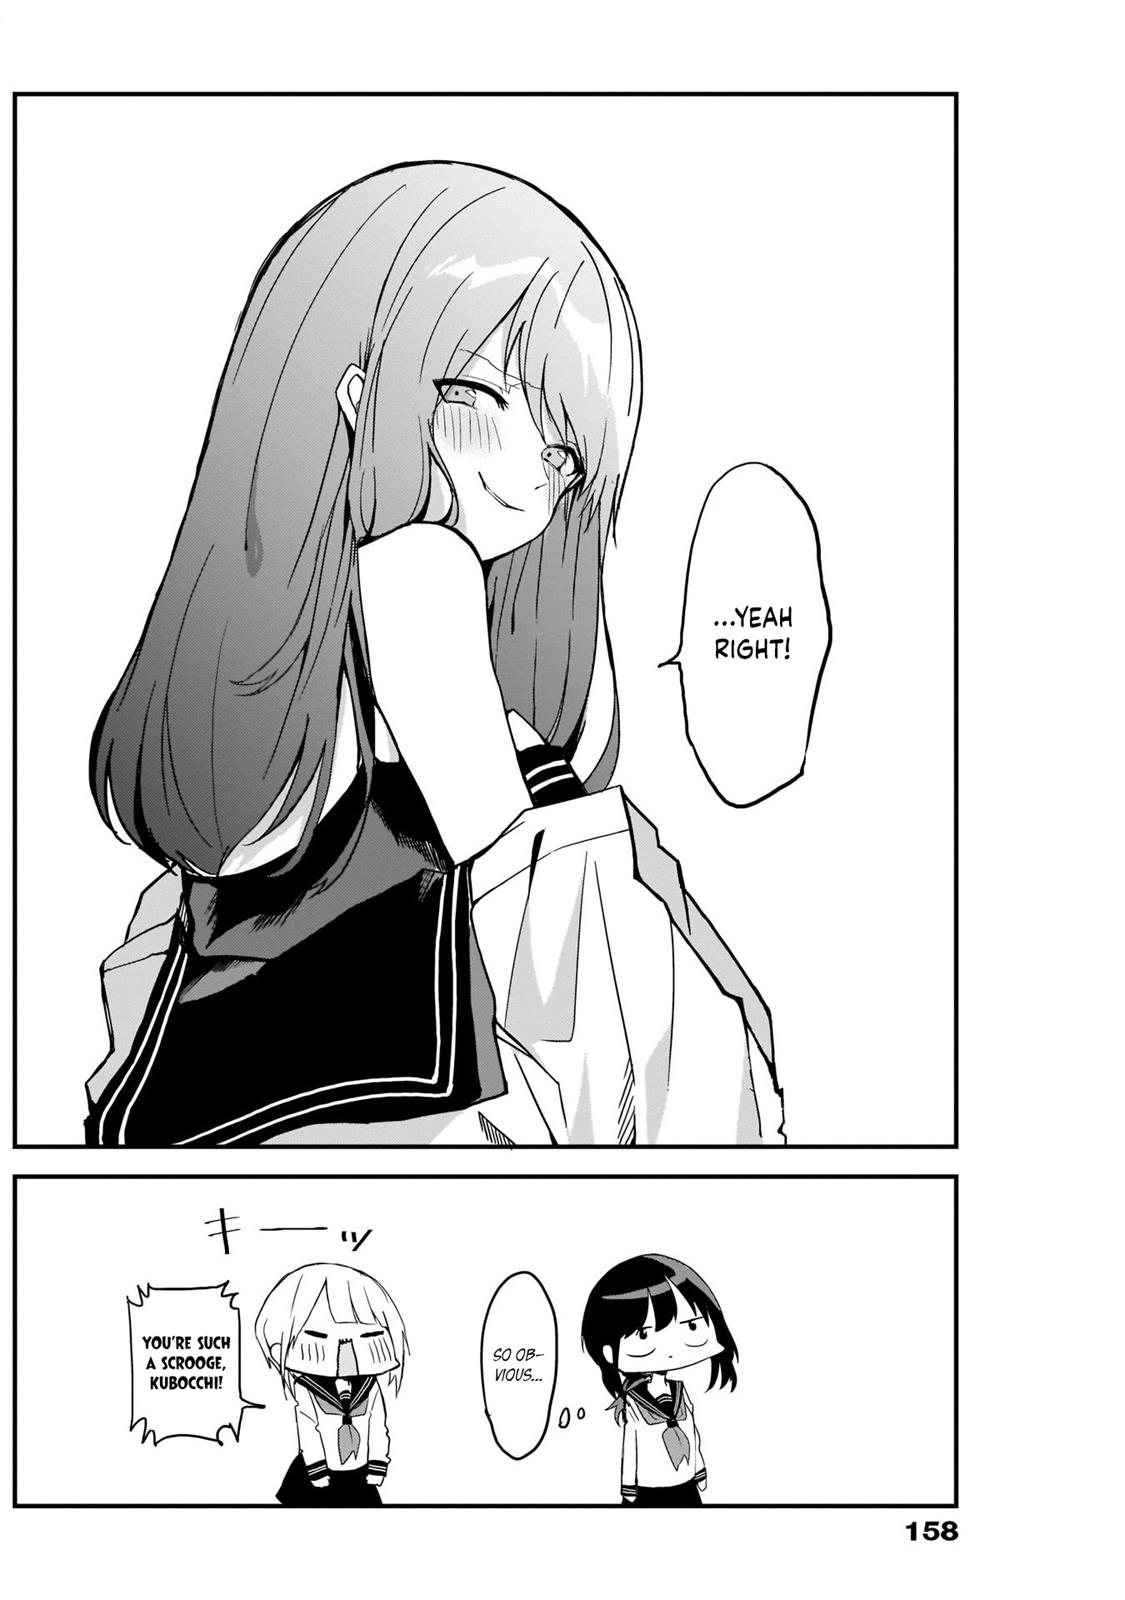 ...YEAH
RIGHT!
キーッ
SO OB-
VIOUS...
YOU'RE SUCH
A SCROOGE,
KUBOCCHI!
158